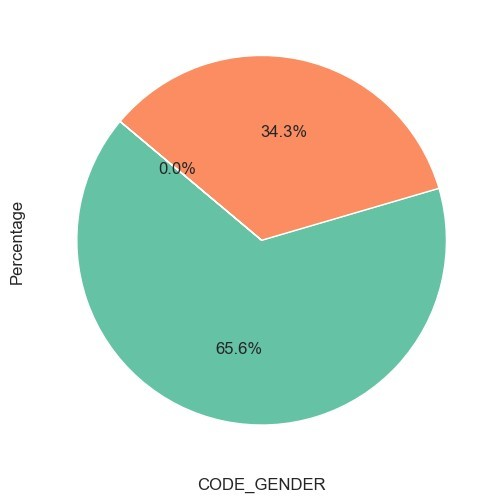 34.3%
0.0%
Percentage
65.6%
CODE_GENDER